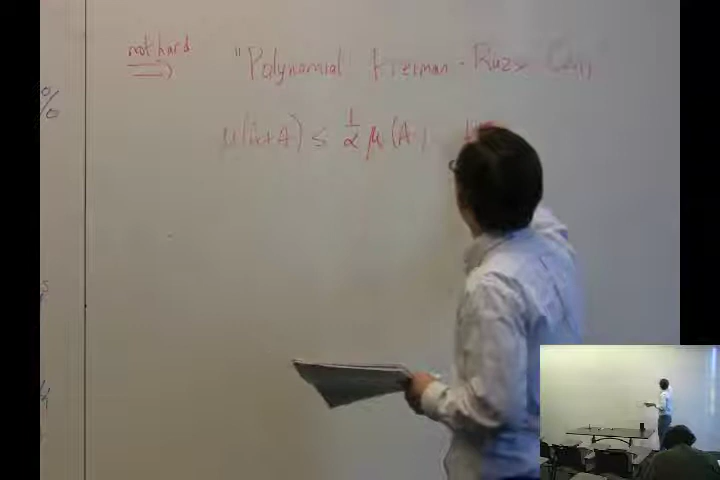 not hard
"Polynomial Freiman - Ruzsa Conj
⇒
μ(A+A) ≤ 1/α μ(A)
%